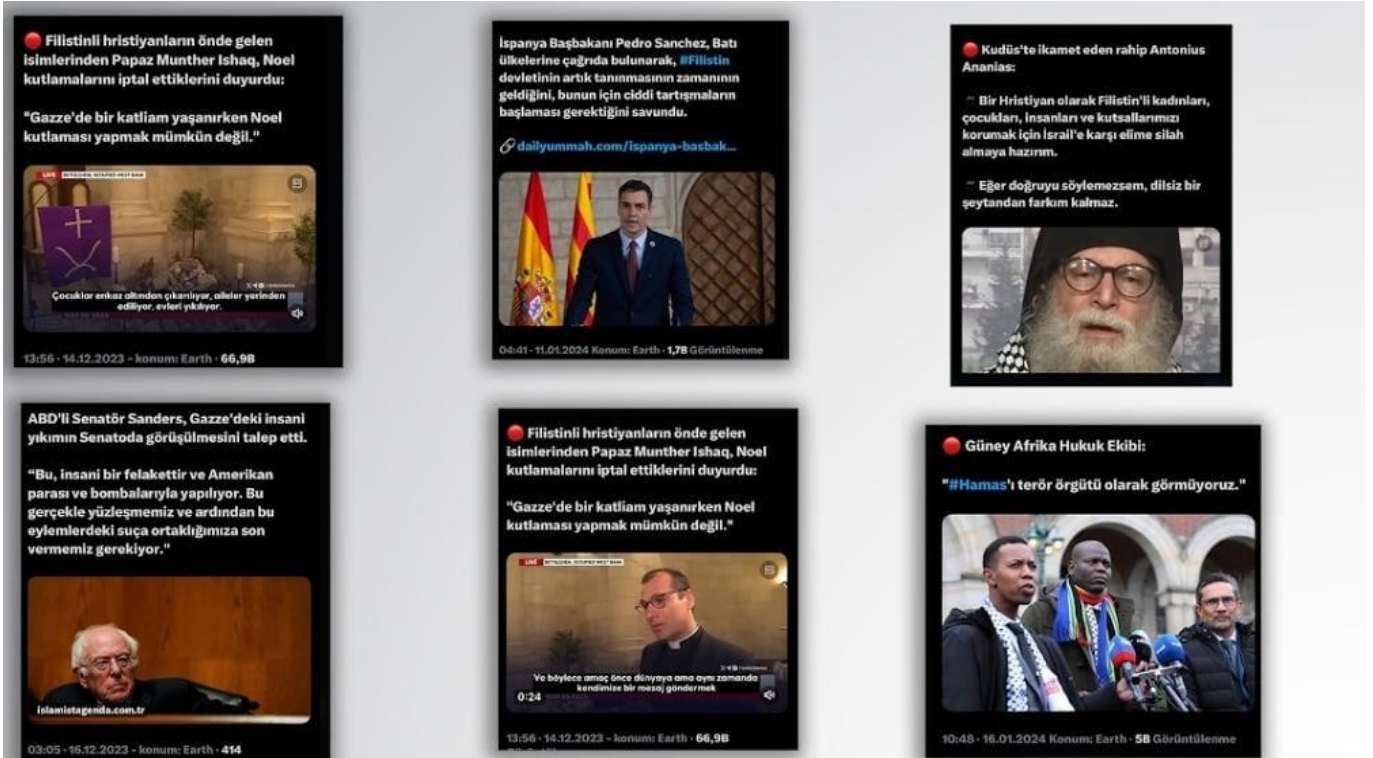 🔴 Filistinli hristiyanların önde gelen
isimlerinden Papaz Munther Ishaq, Noel
kutlamalarını iptal ettiklerini duyurdu:
"Gazze'de bir katliam yaşanırken Noel
kutlaması yapmak mümkün değil."
LIVE BETHLEHEM, OCCUPIED WEST BANK
Çocuklar enkaz altından çıkarılıyor, aileler yerinden
ediliyor, evleri yıkılıyor.
13:56 · 14.12.2023 - konum: Earth · 66,9B
İspanya Başbakanı Pedro Sanchez, Batı
ülkelerine çağrıda bulunarak, #Filistin
devletinin artık tanınmasının zamanının
geldiğini, bunun için ciddi tartışmaların
başlaması gerektiğini savundu.
dailyummah.com/ispanya-basbak...
04:41 · 11.01.2024 Konum: Earth · 1,7B Görüntülenme
🔴 Kudüs'te ikamet eden rahip Antonius
Ananias:
" Bir Hristiyan olarak Filistin'li kadınları,
çocukları, insanları ve kutsallarımızı
korumak için İsrail'e karşı elime silah
almaya hazırım.
" Eğer doğruyu söylemezsem, dilsiz bir
şeytandan farkım kalmaz.
ABD'li Senatör Sanders, Gazze'deki insani
yıkımın Senatoda görüşülmesini talep etti.
"Bu, insani bir felakettir ve Amerikan
parası ve bombalarıyla yapılıyor. Bu
gerçekle yüzleşmemiz ve ardından bu
eylemlerdeki suça ortaklığımıza son
vermemiz gerekiyor."
islamistagenda.com.tr
03:05 · 16.12.2023 - konum: Earth · 414
🔴 Filistinli hristiyanların önde gelen
isimlerinden Papaz Munther Ishaq, Noel
kutlamalarını iptal ettiklerini duyurdu:
"Gazze'de bir katliam yaşanırken Noel
kutlaması yapmak mümkün değil."
LIVE BETHLEHEM, OCCUPIED WEST BANK
Ve böylece amaç önce dünyaya ama aynı zamanda
kendimize bir mesaj göndermek
0:24
13:56 · 14.12.2023 - konum: Earth · 66,9B
🔴 Güney Afrika Hukuk Ekibi:
"#Hamas'ı terör örgütü olarak görmüyoruz."
10:48 · 16.01.2024 Konum: Earth · 5B Görüntülenme